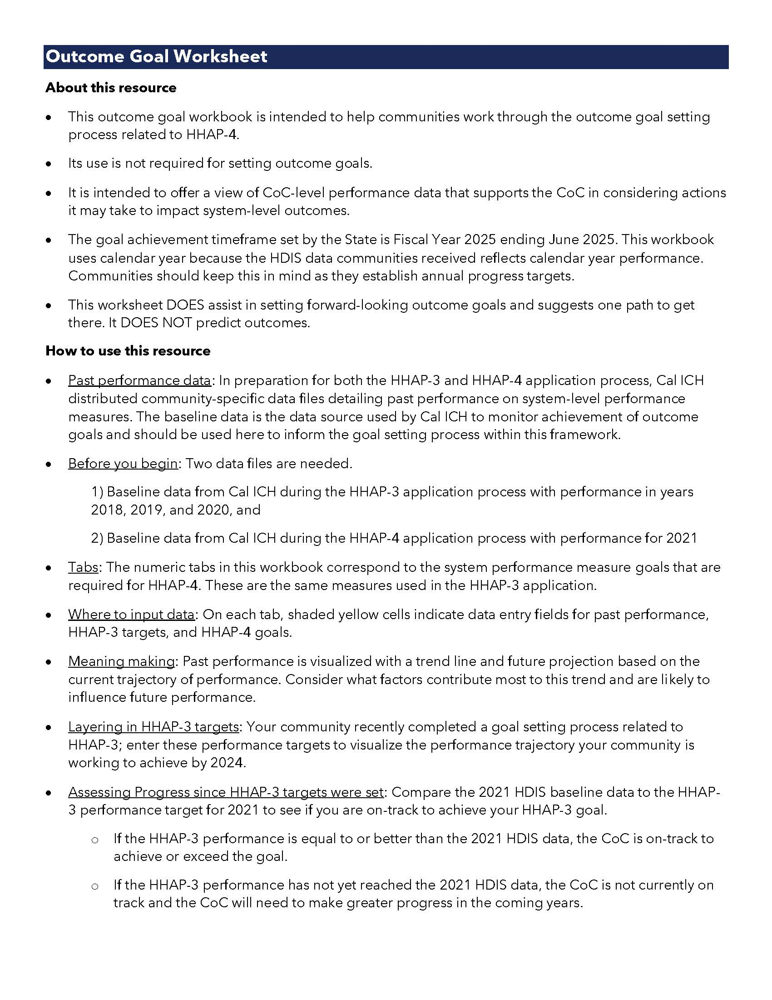 Outcome Goal Worksheet
About this resource
• This outcome goal workbook is intended to help communities work through the outcome goal setting
process related to HHAP-4.
• Its use is not required for setting outcome goals.
• It is intended to offer a view of CoC-level performance data that supports the CoC in considering actions
it may take to impact system-level outcomes.
• The goal achievement timeframe set by the State is Fiscal Year 2025 ending June 2025. This workbook
uses calendar year because the HDIS data communities received reflects calendar year performance.
Communities should keep this in mind as they establish annual progress targets.
• This worksheet DOES assist in setting forward-looking outcome goals and suggests one path to get
there. It DOES NOT predict outcomes.
How to use this resource
• Past performance data: In preparation for both the HHAP-3 and HHAP-4 application process, Cal ICH
distributed community-specific data files detailing past performance on system-level performance
measures. The baseline data is the data source used by Cal ICH to monitor achievement of outcome
goals and should be used here to inform the goal setting process within this framework.
• Before you begin: Two data files are needed.
1) Baseline data from Cal ICH during the HHAP-3 application process with performance in years
2018, 2019, and 2020, and
2) Baseline data from Cal ICH during the HHAP-4 application process with performance for 2021
• Tabs: The numeric tabs in this workbook correspond to the system performance measure goals that are
required for HHAP-4. These are the same measures used in the HHAP-3 application.
• Where to input data: On each tab, shaded yellow cells indicate data entry fields for past performance,
HHAP-3 targets, and HHAP-4 goals.
• Meaning making: Past performance is visualized with a trend line and future projection based on the
current trajectory of performance. Consider what factors contribute most to this trend and are likely to
influence future performance.
• Layering in HHAP-3 targets: Your community recently completed a goal setting process related to
HHAP-3; enter these performance targets to visualize the performance trajectory your community is
working to achieve by 2024.
• Assessing Progress since HHAP-3 targets were set: Compare the 2021 HDIS baseline data to the HHAP-
3 performance target for 2021 to see if you are on-track to achieve your HHAP-3 goal.
o If the HHAP-3 performance is equal to or better than the 2021 HDIS data, the CoC is on-track to
achieve or exceed the goal.
o If the HHAP-3 performance has not yet reached the 2021 HDIS data, the CoC is not currently on
track and the CoC will need to make greater progress in the coming years.